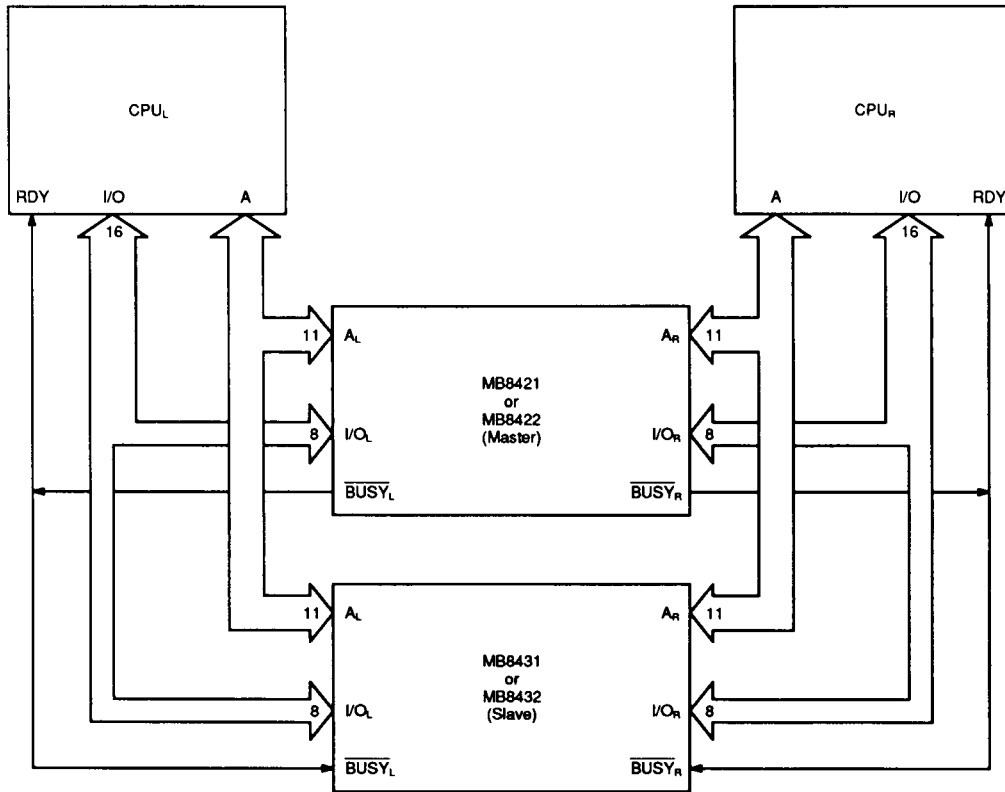 CPUL
CPUR
RDY I/O A
A I/O RDY
16
16
11 AL
AR 11
MB8421
or
MB8422
(Master)
8 I/OL
I/OR 8
BUSYL
BUSYR
11 AL
AR 11
MB8431
or
MB8432
(Slave)
8 I/OL
I/OR 8
BUSYL
BUSYR